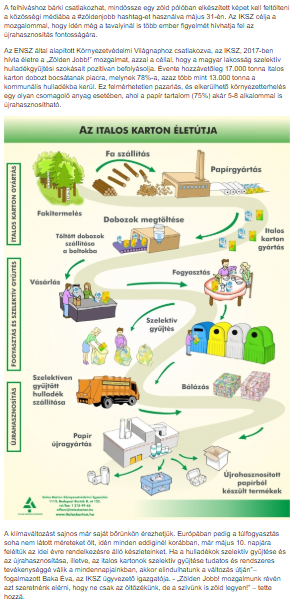 A felhíváshoz bárki csatlakozhat, mindössze egy zöld pólóban elkészített képet kell feltölteni
a közösségi médiába a #zöldenjobb hashtag-et használva május 31-én. Az IKSZ célja a
mozgalommal, hogy idén még a tavalyinál is több ember figyelmét hívhatja fel az
újrahasznosítás fontosságára.
Az ENSZ által alapított Környezetvédelmi Világnaphoz csatlakozva, az IKSZ, 2017-ben
hívta életre a „Zölden Jobb!” mozgalmat, azzal a céllal, hogy a magyar lakosság szelektív
hulladékgyűjtési szokásait pozitívan befolyásolja. Évente hozzávetőleg 17.000 tonna italos
karton dobozt bocsátanak piacra, melynek 78%-a, azaz több mint 13.000 tonna a
kommunális hulladékba kerül. Ez felmérhetetlen pazarlás, és elkerülhető környezetterhelés
egy olyan csomagoló anyag esetében, ahol a papír tartalom (75%) akár 5-8 alkalommal is
újrahasznosítható.
AZ ITALOS KARTON ÉLETÚTJA
ITALOS KARTON GYÁRTÁS
Fa szállítás
Papírgyártás
Fakitermelés
Dobozok megtöltése
Italos
karton
gyártás
Töltött dobozok
szállítása
a boltokba
FOGYASZTÁS ÉS SZELEKTÍV GYŰJTÉS
Vásárlás
Fogyasztás
Szelektív
gyűjtés
ÚJRAHASZNOSÍTÁS
Szelektíven
gyűjtött
hulladék
szállítása
Bálázás
Papír
újragyártás
Újrahasznosított
papírból
készült termékek
Italos Karton Környezetvédelmi Egyesülés
www.italoskarton.hu
A klímaváltozást sajnos már saját bőrünkön érezhetjük. Európában pedig a túlfogyasztás
soha nem látott méreteket ölt, idén minden eddiginél korábban, már május 10. napjára
feléltük az idei évre rendelkezésre álló készleteinket. Ha a hulladékok szelektív gyűjtése és
az újrahasznosítása, illetve, az italos kartonok szelektív gyűjtése tudatos és rendszeres
tevékenységgé válik a mindennapjainkban, akkor elindulhatunk a változás útján” –
fogalmazott Baka Éva, az IKSZ ügyvezető igazgatója. – „Zölden Jobb! mozgalmunk révén
azt szeretnénk elérni, hogy ne csak az öltözékünk, de a szívünk is zöld legyen!” – tette
hozzá.